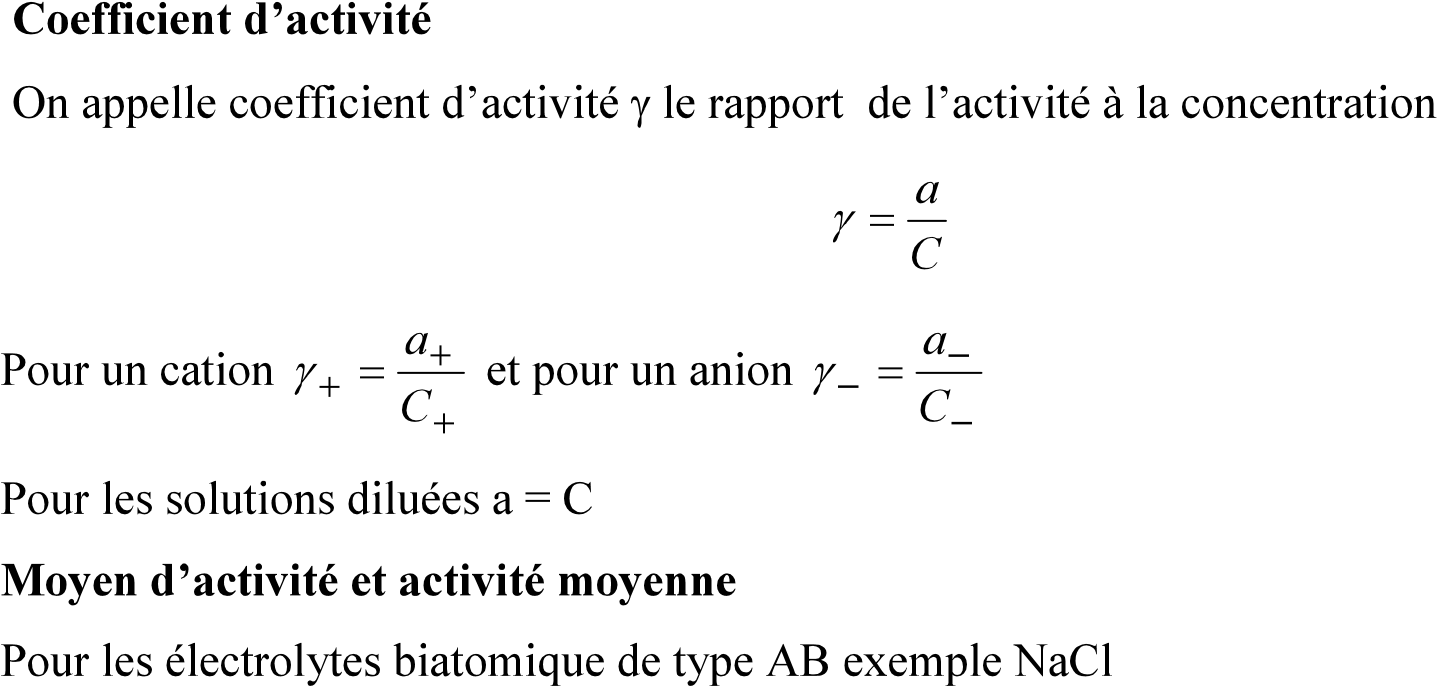 Coefficient d’activité
On appelle coefficient d’activité γ le rapport de l’activité à la concentration
γ = a / C
Pour un cation γ₊ = a₊ / C₊ et pour un anion γ₋ = a₋ / C₋
Pour les solutions diluées a = C
Moyen d’activité et activité moyenne
Pour les électrolytes biatomique de type AB exemple NaCl